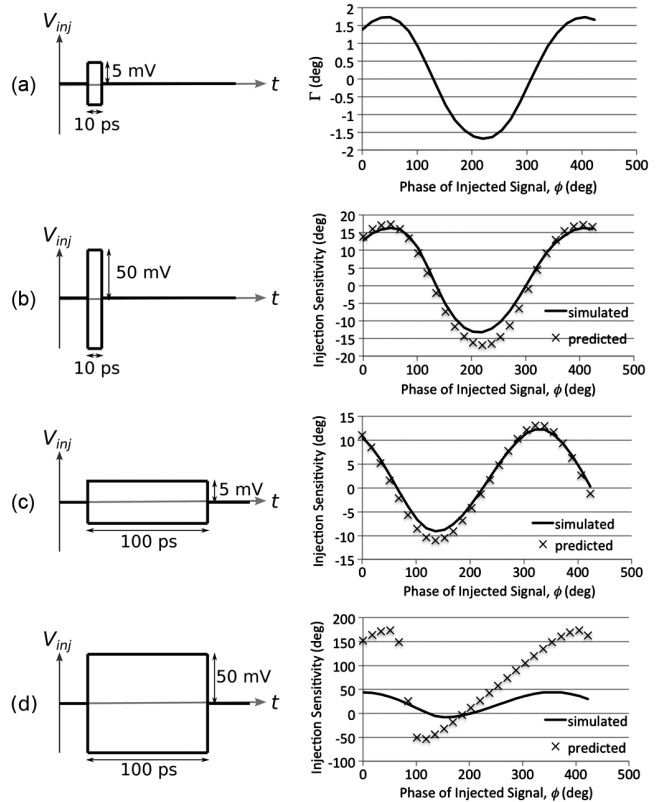 (a)
V_inj
5 mV
t
10 ps
Γ (deg)
2
1.5
1
0.5
0
-0.5
-1
-1.5
-2
0 100 200 300 400 500
Phase of Injected Signal, ϕ (deg)
(b)
V_inj
50 mV
t
10 ps
Injection Sensitivity (deg)
20
15
10
5
0
-5
-10
-15
-20
simulated
predicted
0 100 200 300 400 500
Phase of Injected Signal, ϕ (deg)
(c)
V_inj
5 mV
t
100 ps
Injection Sensitivity (deg)
15
10
5
0
-5
-10
-15
simulated
predicted
0 100 200 300 400 500
Phase of Injected Signal, ϕ (deg)
(d)
V_inj
50 mV
t
100 ps
Injection Sensitivity (deg)
200
150
100
50
0
-50
-100
simulated
predicted
0 100 200 300 400 500
Phase of Injected Signal, ϕ (deg)